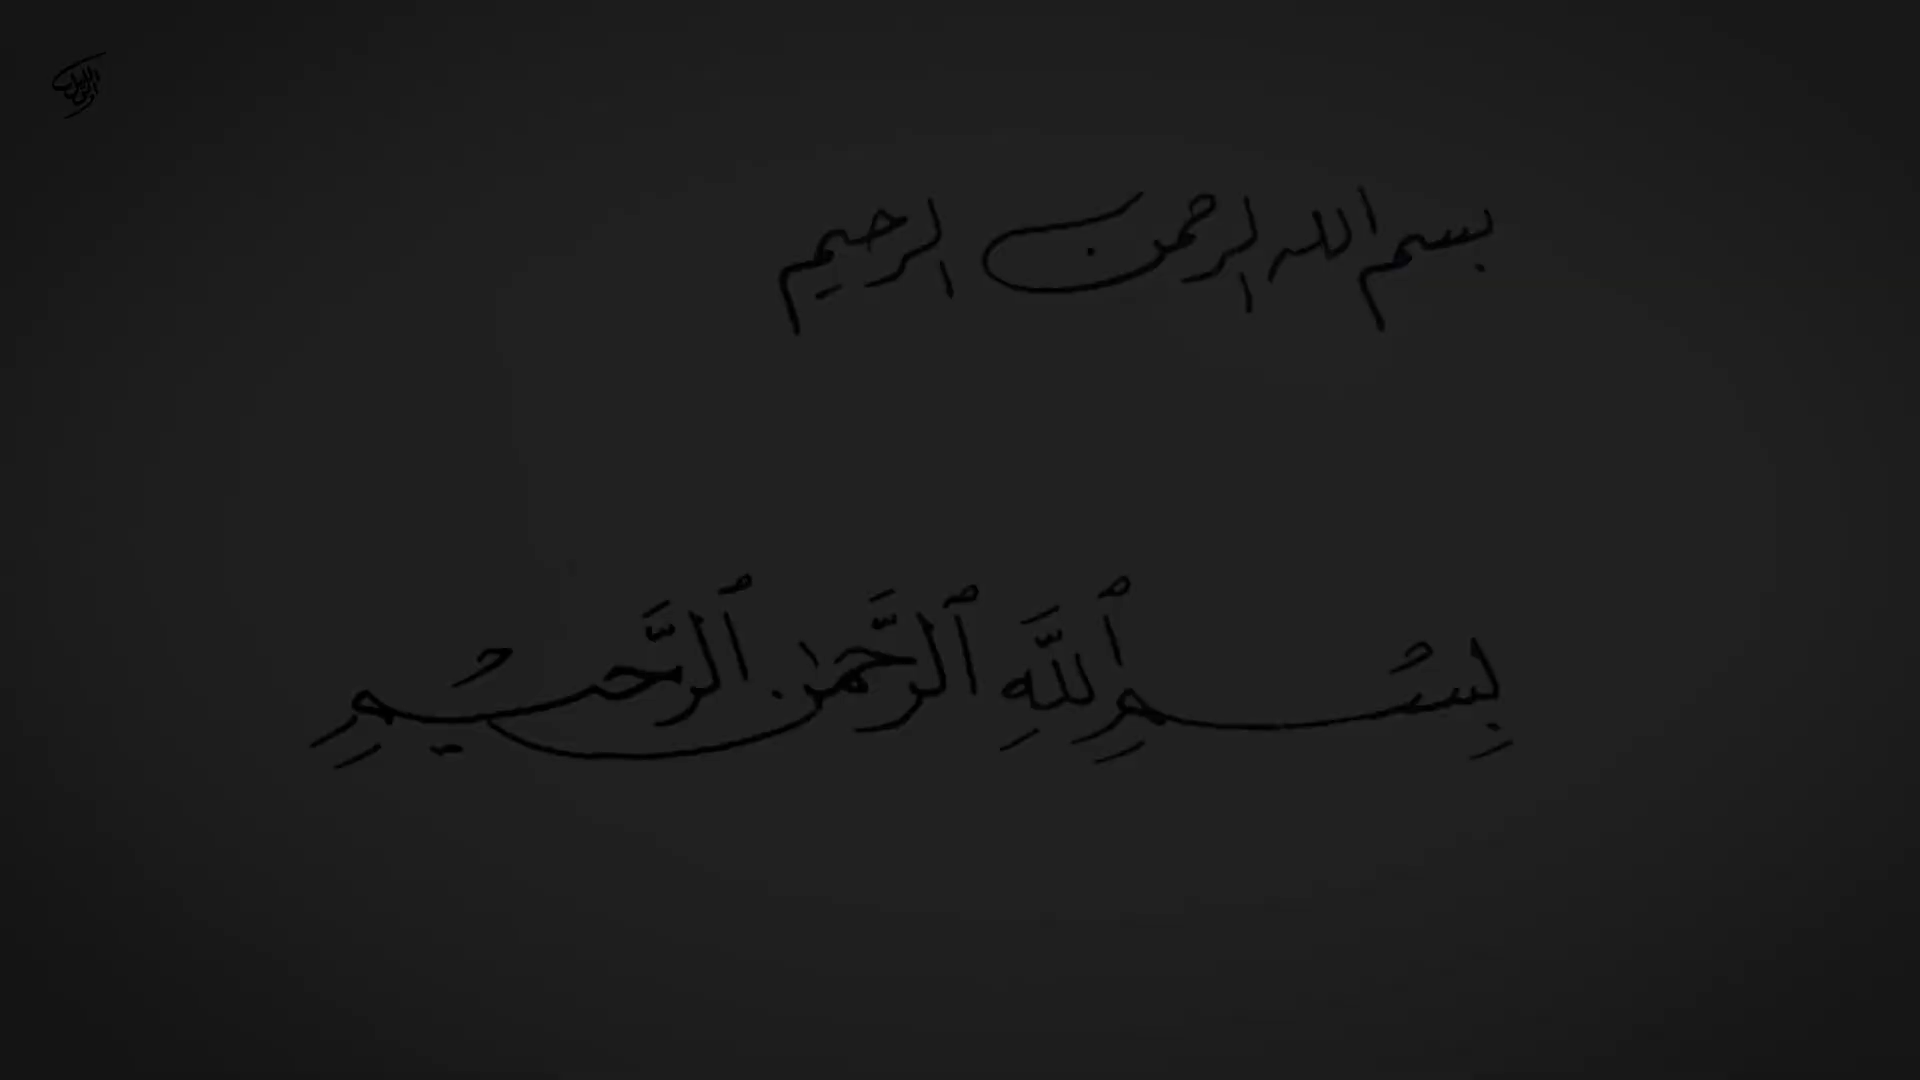 بسم الله الرحمن الرحيم
بِسْمِ ٱللَّهِ ٱلرَّحْمَٰنِ ٱلرَّحِيمِ